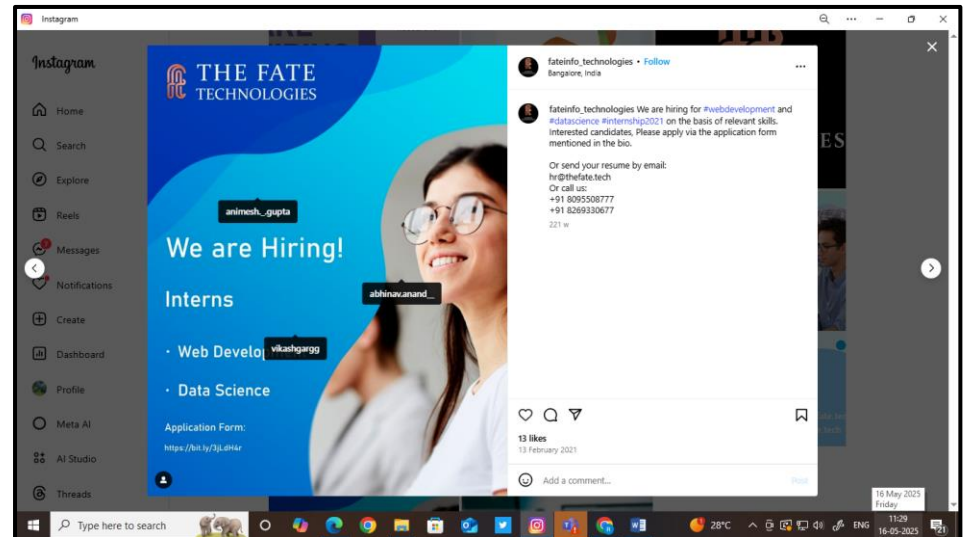 Instagram
Instagram
Home
Search
Explore
Reels
Messages
Notifications
Create
Dashboard
Profile
Meta AI
AI Studio
Threads
THE FATE
TECHNOLOGIES
animesh_.gupta
We are Hiring!
abhinav.anand__
Interns
vikashgargg
· Web Develo
· Data Science
Application Form:
https://bit.ly/3jLdH4r
fateinfo_technologies • Follow
Bangalore, India
fateinfo_technologies We are hiring for #webdevelopment and
#datascience #internship2021 on the basis of relevant skills.
Interested candidates, Please apply via the application form
mentioned in the bio.
Or send your resume by email:
hr@thefate.tech
Or call us:
+91 8095508777
+91 8269330677
221 w
13 likes
13 February 2021
Add a comment...
Post
ES
16 May 2025
Friday
Type here to search
28°C
ENG
11:29
16-05-2025
21